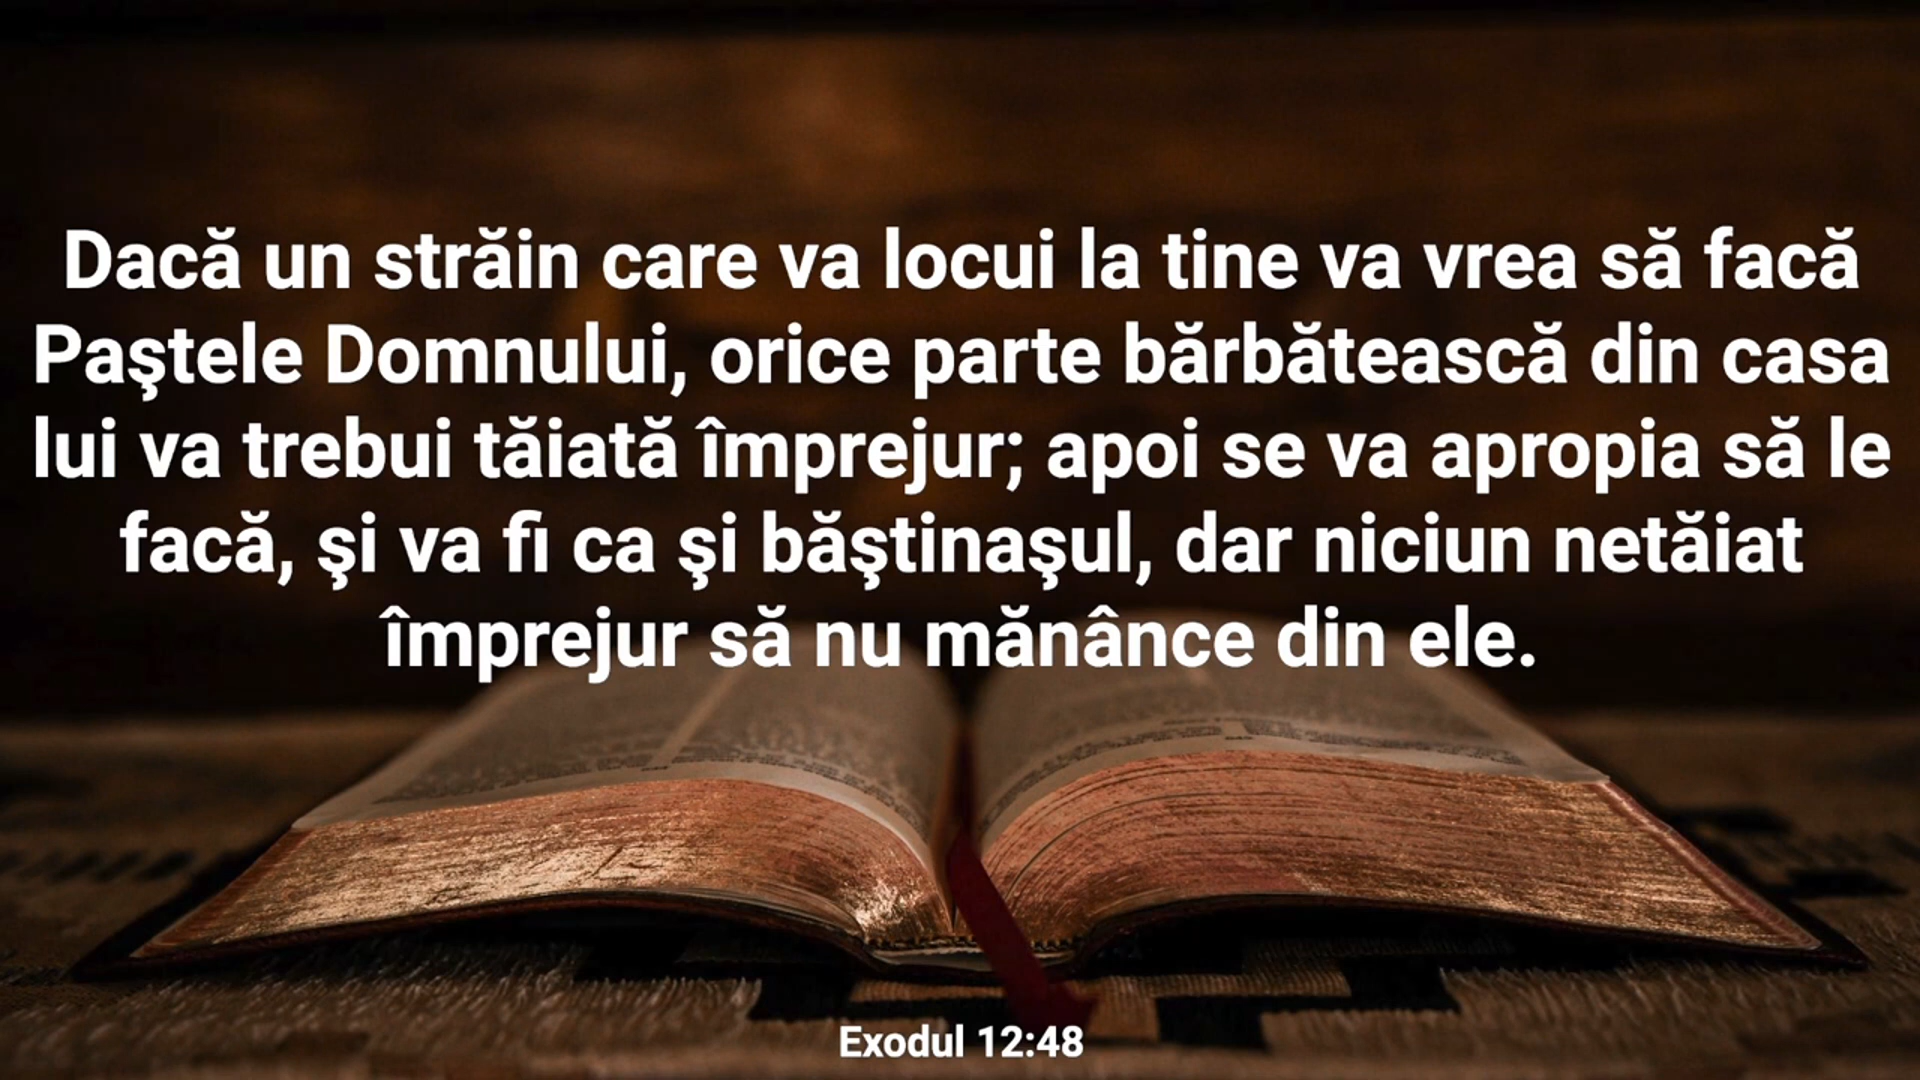 Dacă un străin care va locui la tine va vrea să facă
Paştele Domnului, orice parte bărbătească din casa
lui va trebui tăiată împrejur; apoi se va apropia să le
facă, şi va fi ca şi băştinaşul, dar niciun netăiat
împrejur să nu mănânce din ele.
Exodul 12:48